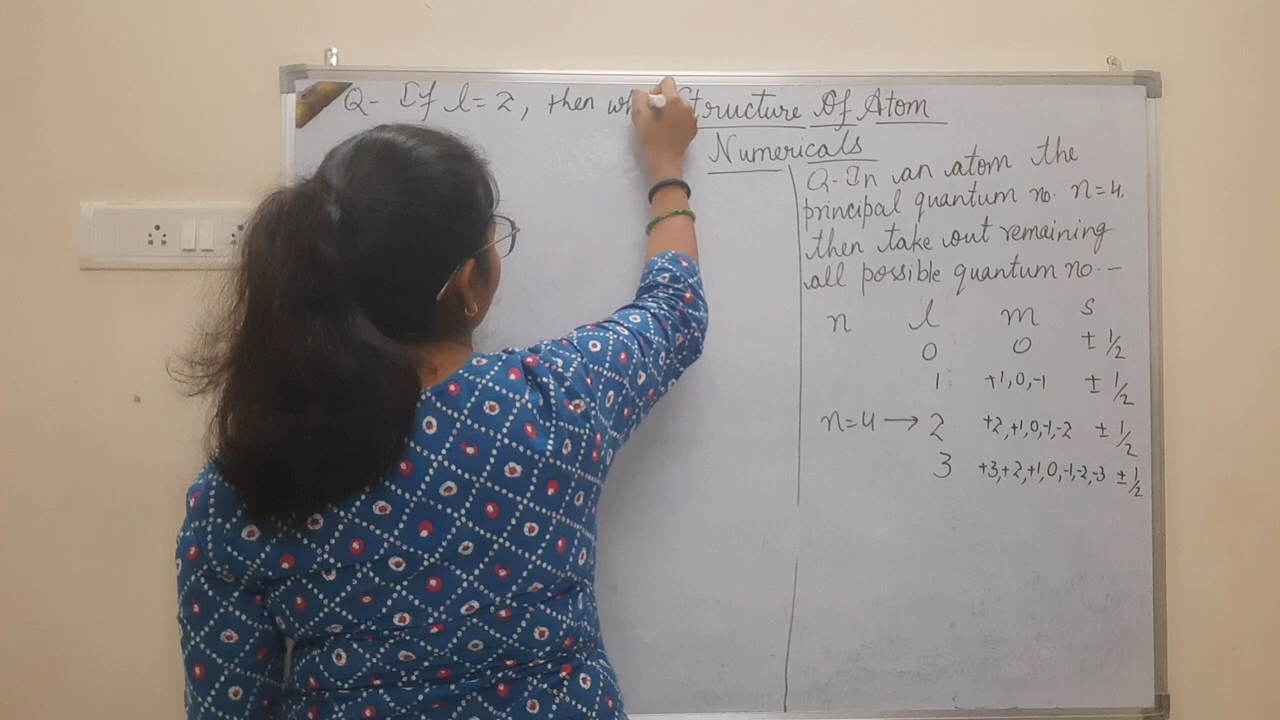 Q- If l=2, then wh
Structure Of Atom
Numericals
Q- In an atom the
principal quantum no. n=4.
then take out remaining
all possible quantum no.-
n l m s
0 0 ± 1/2
1 +1,0,-1 ± 1/2
n=4 → 2 +2,+1,0,-1,-2 ± 1/2
3 +3,+2,+1,0,-1,-2,-3 ± 1/2